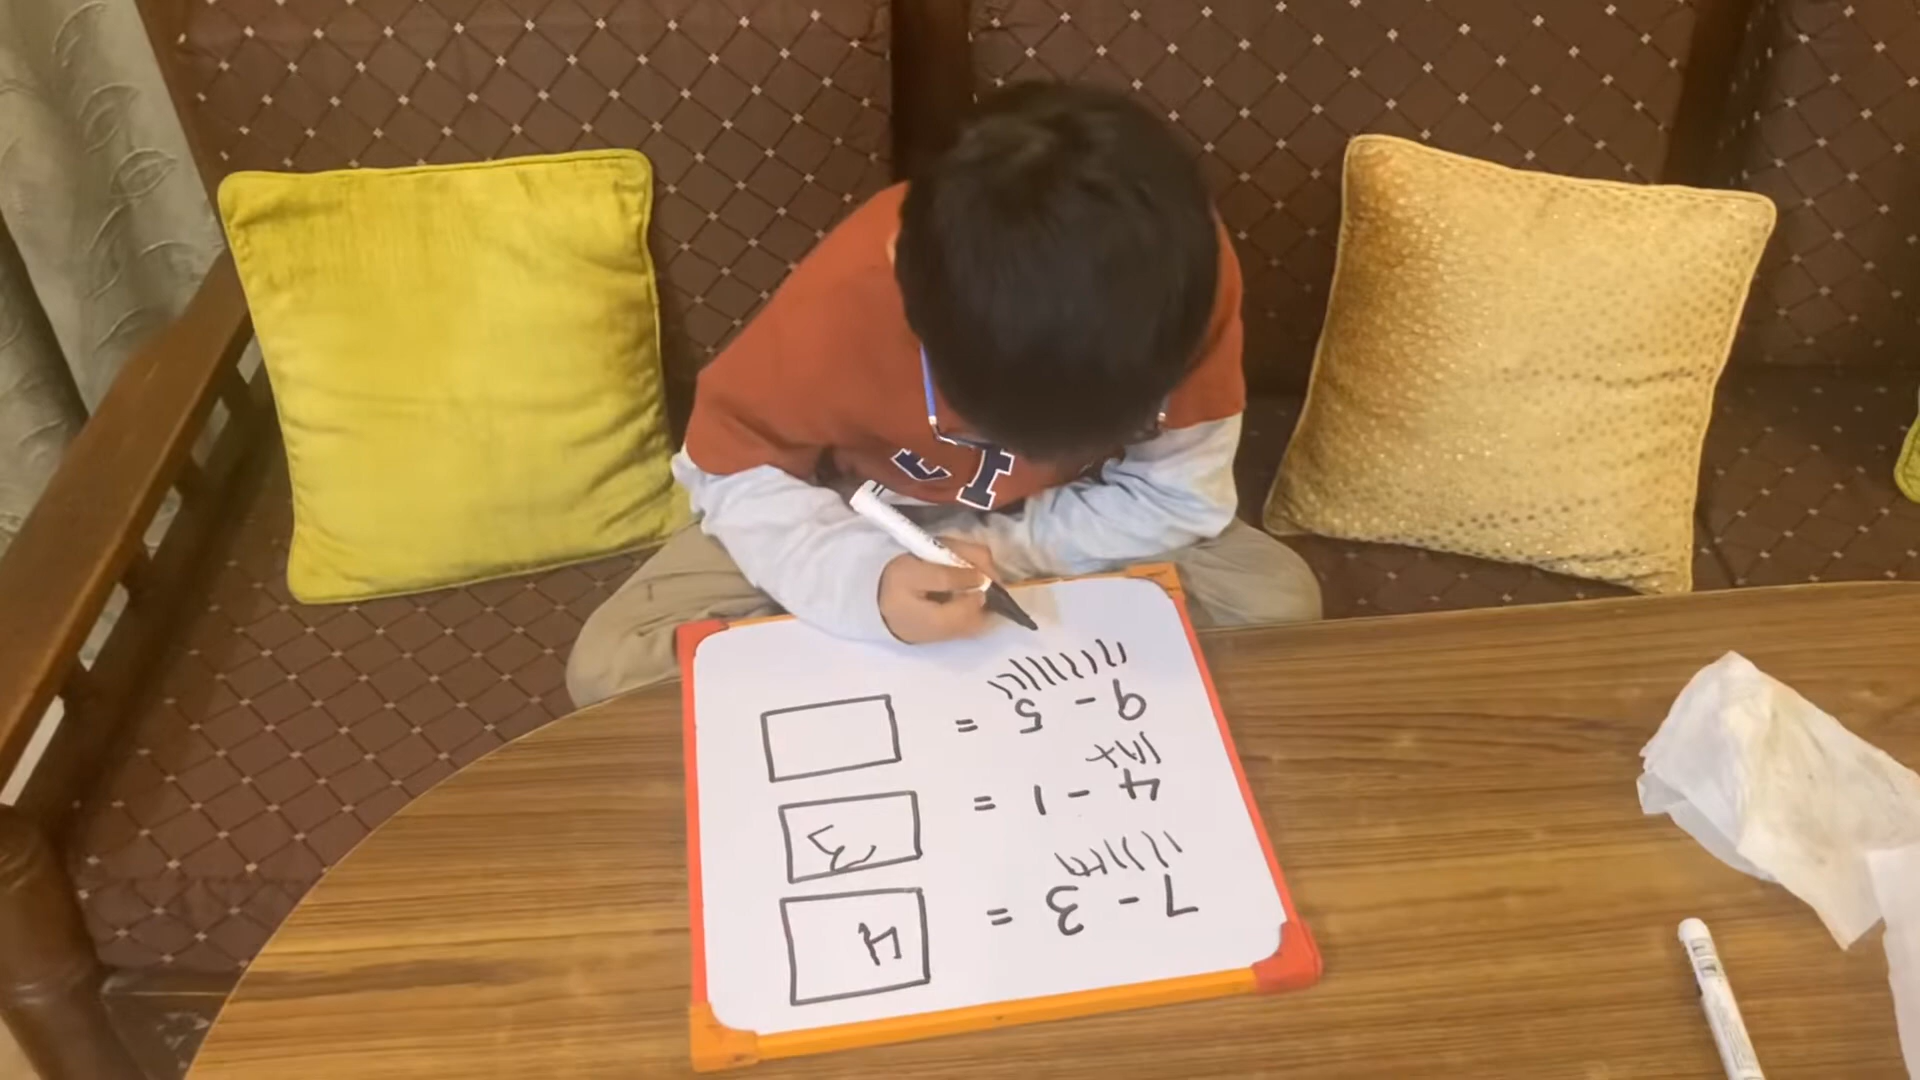 7 - 3 = 4
4 - 1 = 3
9 - 5 =